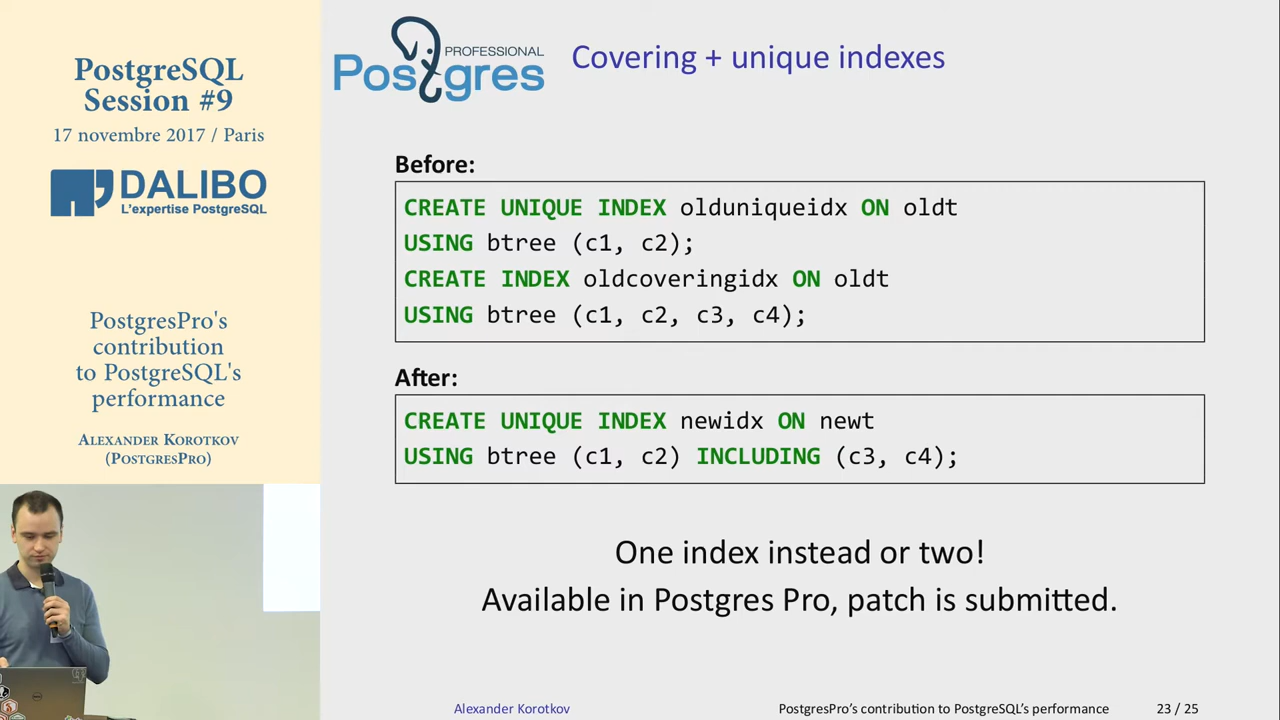 PostgreSQL
Session #9
17 novembre 2017 / Paris
DALIBO
L'expertise PostgreSQL
PostgresPro's
contribution
to PostgreSQL's
performance
Alexander Korotkov
(PostgresPro)
PROFESSIONAL
Postgres
Covering + unique indexes
Before:
CREATE UNIQUE INDEX olduniqueidx ON oldt
USING btree (c1, c2);
CREATE INDEX oldcoveringidx ON oldt
USING btree (c1, c2, c3, c4);
After:
CREATE UNIQUE INDEX newidx ON newt
USING btree (c1, c2) INCLUDING (c3, c4);
One index instead or two!
Available in Postgres Pro, patch is submitted.
Alexander Korotkov
PostgresPro's contribution to PostgreSQL's performance
23 / 25